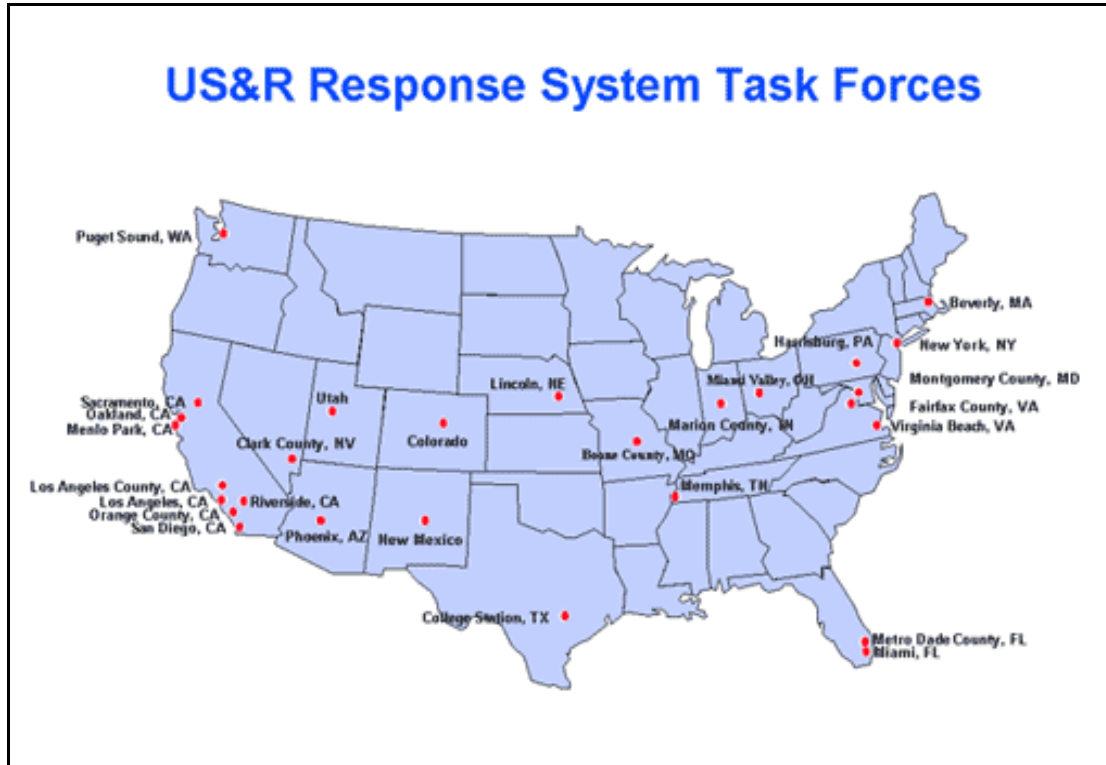 US&R Response System Task Forces
Puget Sound, WA
Beverly, MA
Harrisburg, PA
New York, NY
Lincoln, NE
Miami Valley, OH
Montgomery County, MD
Utah
Sacramento, CA
Fairfax County, VA
Oakland, CA
Menlo Park, CA
Colorado
Marion County, IN
Virginia Beach, VA
Clark County, NV
Boone County, MO
Los Angeles County, CA
Memphis, TN
Los Angeles, CA
Riverside, CA
Orange County, CA
San Diego, CA
Phoenix, AZ
New Mexico
College Station, TX
Metro Dade County, FL
Miami, FL